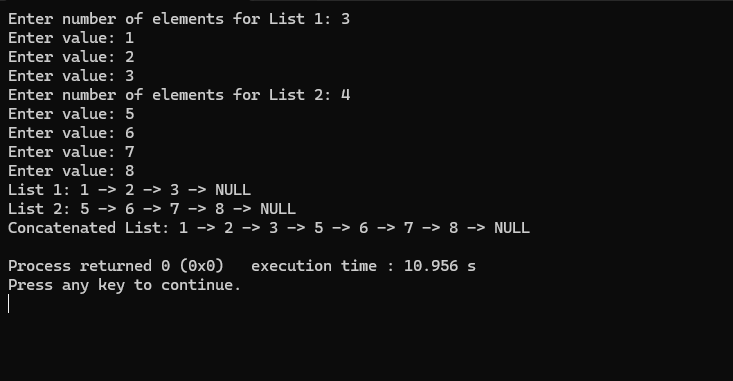 Enter number of elements for List 1: 3
Enter value: 1
Enter value: 2
Enter value: 3
Enter number of elements for List 2: 4
Enter value: 5
Enter value: 6
Enter value: 7
Enter value: 8
List 1: 1 -> 2 -> 3 -> NULL
List 2: 5 -> 6 -> 7 -> 8 -> NULL
Concatenated List: 1 -> 2 -> 3 -> 5 -> 6 -> 7 -> 8 -> NULL
Process returned 0 (0x0)   execution time : 10.956 s
Press any key to continue.